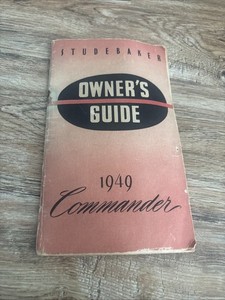 STUDEBAKER
OWNER'S
GUIDE
1949
Commander